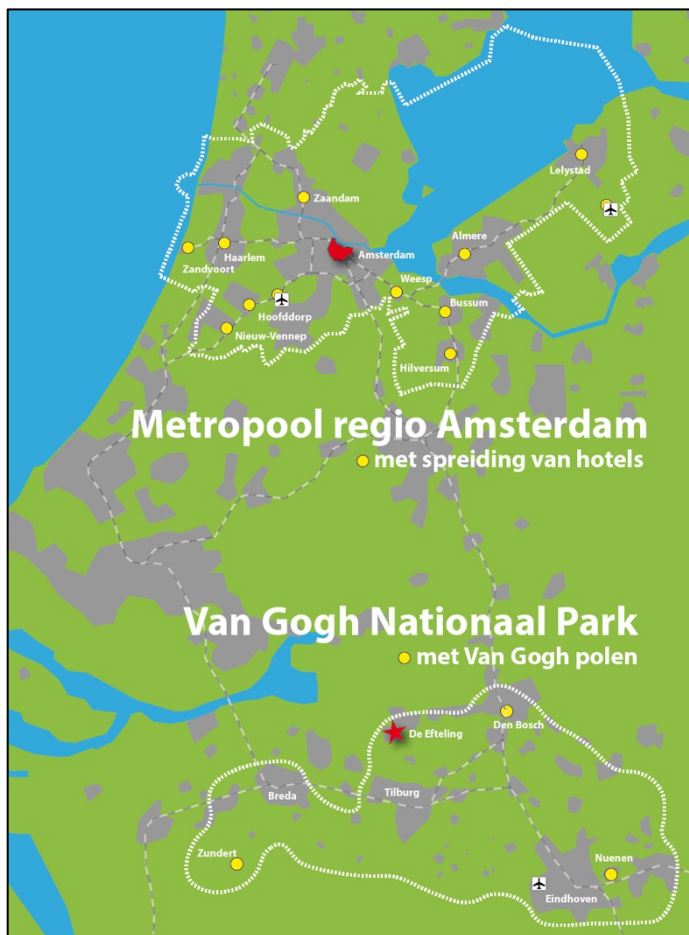 Lelystad
Zaandam
Almere
Amsterdam
Haarlem
Zandvoort
Weesp
Bussum
Hoofddorp
Nieuw-Vennep
Hilversum
Metropool regio Amsterdam
met spreiding van hotels
Van Gogh Nationaal Park
met Van Gogh polen
Den Bosch
De Efteling
Tilburg
Breda
Zundert
Nuenen
Eindhoven